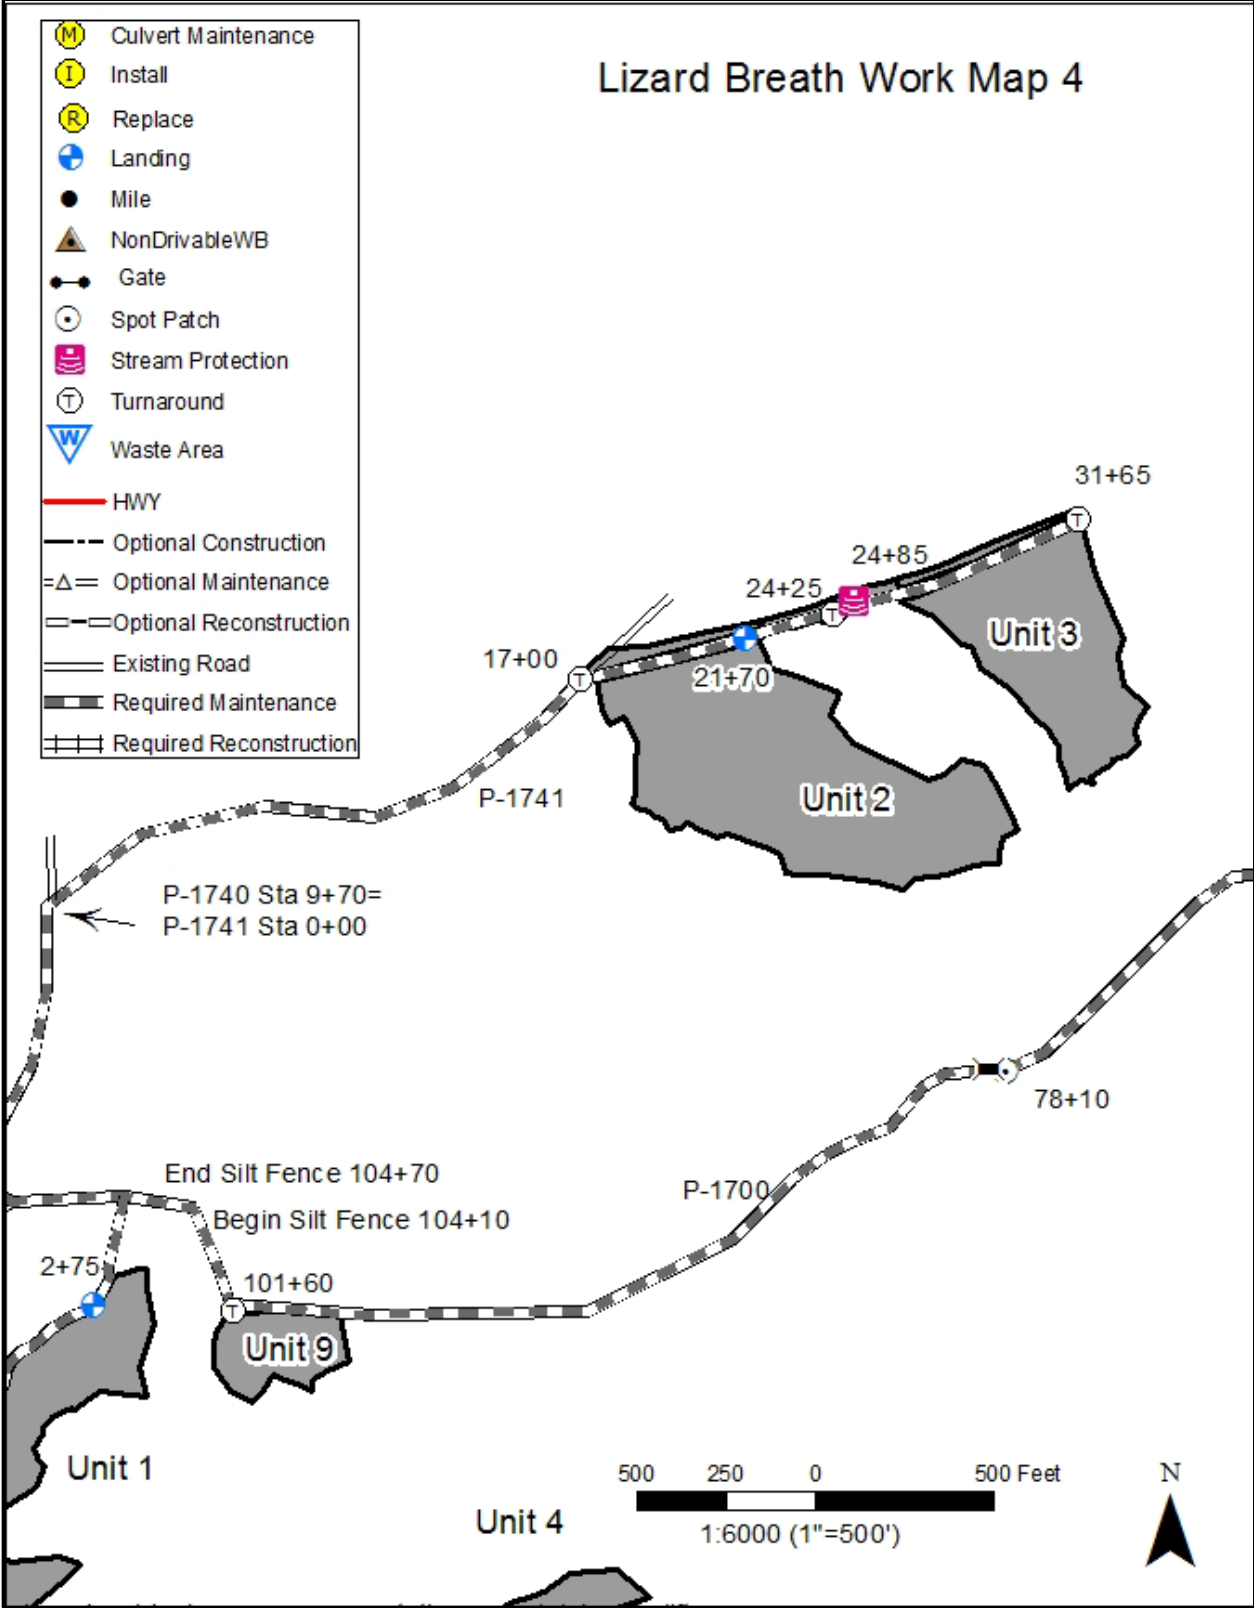 Lizard Breath Work Map 4
M Culvert Maintenance
I Install
R Replace
Landing
Mile
NonDrivableWB
Gate
Spot Patch
Stream Protection
T Turnaround
W Waste Area
HWY
Optional Construction
Optional Maintenance
Optional Reconstruction
Existing Road
Required Maintenance
Required Reconstruction
31+65
T
24+85
24+25
T
17+00
T
21+70
Unit 3
Unit 2
P-1741
P-1740 Sta 9+70=
P-1741 Sta 0+00
78+10
End Silt Fence 104+70
P-1700
Begin Silt Fence 104+10
2+75
101+60
T
Unit 9
Unit 1
500 250 0 500 Feet
N
Unit 4
1:6000 (1"=500')